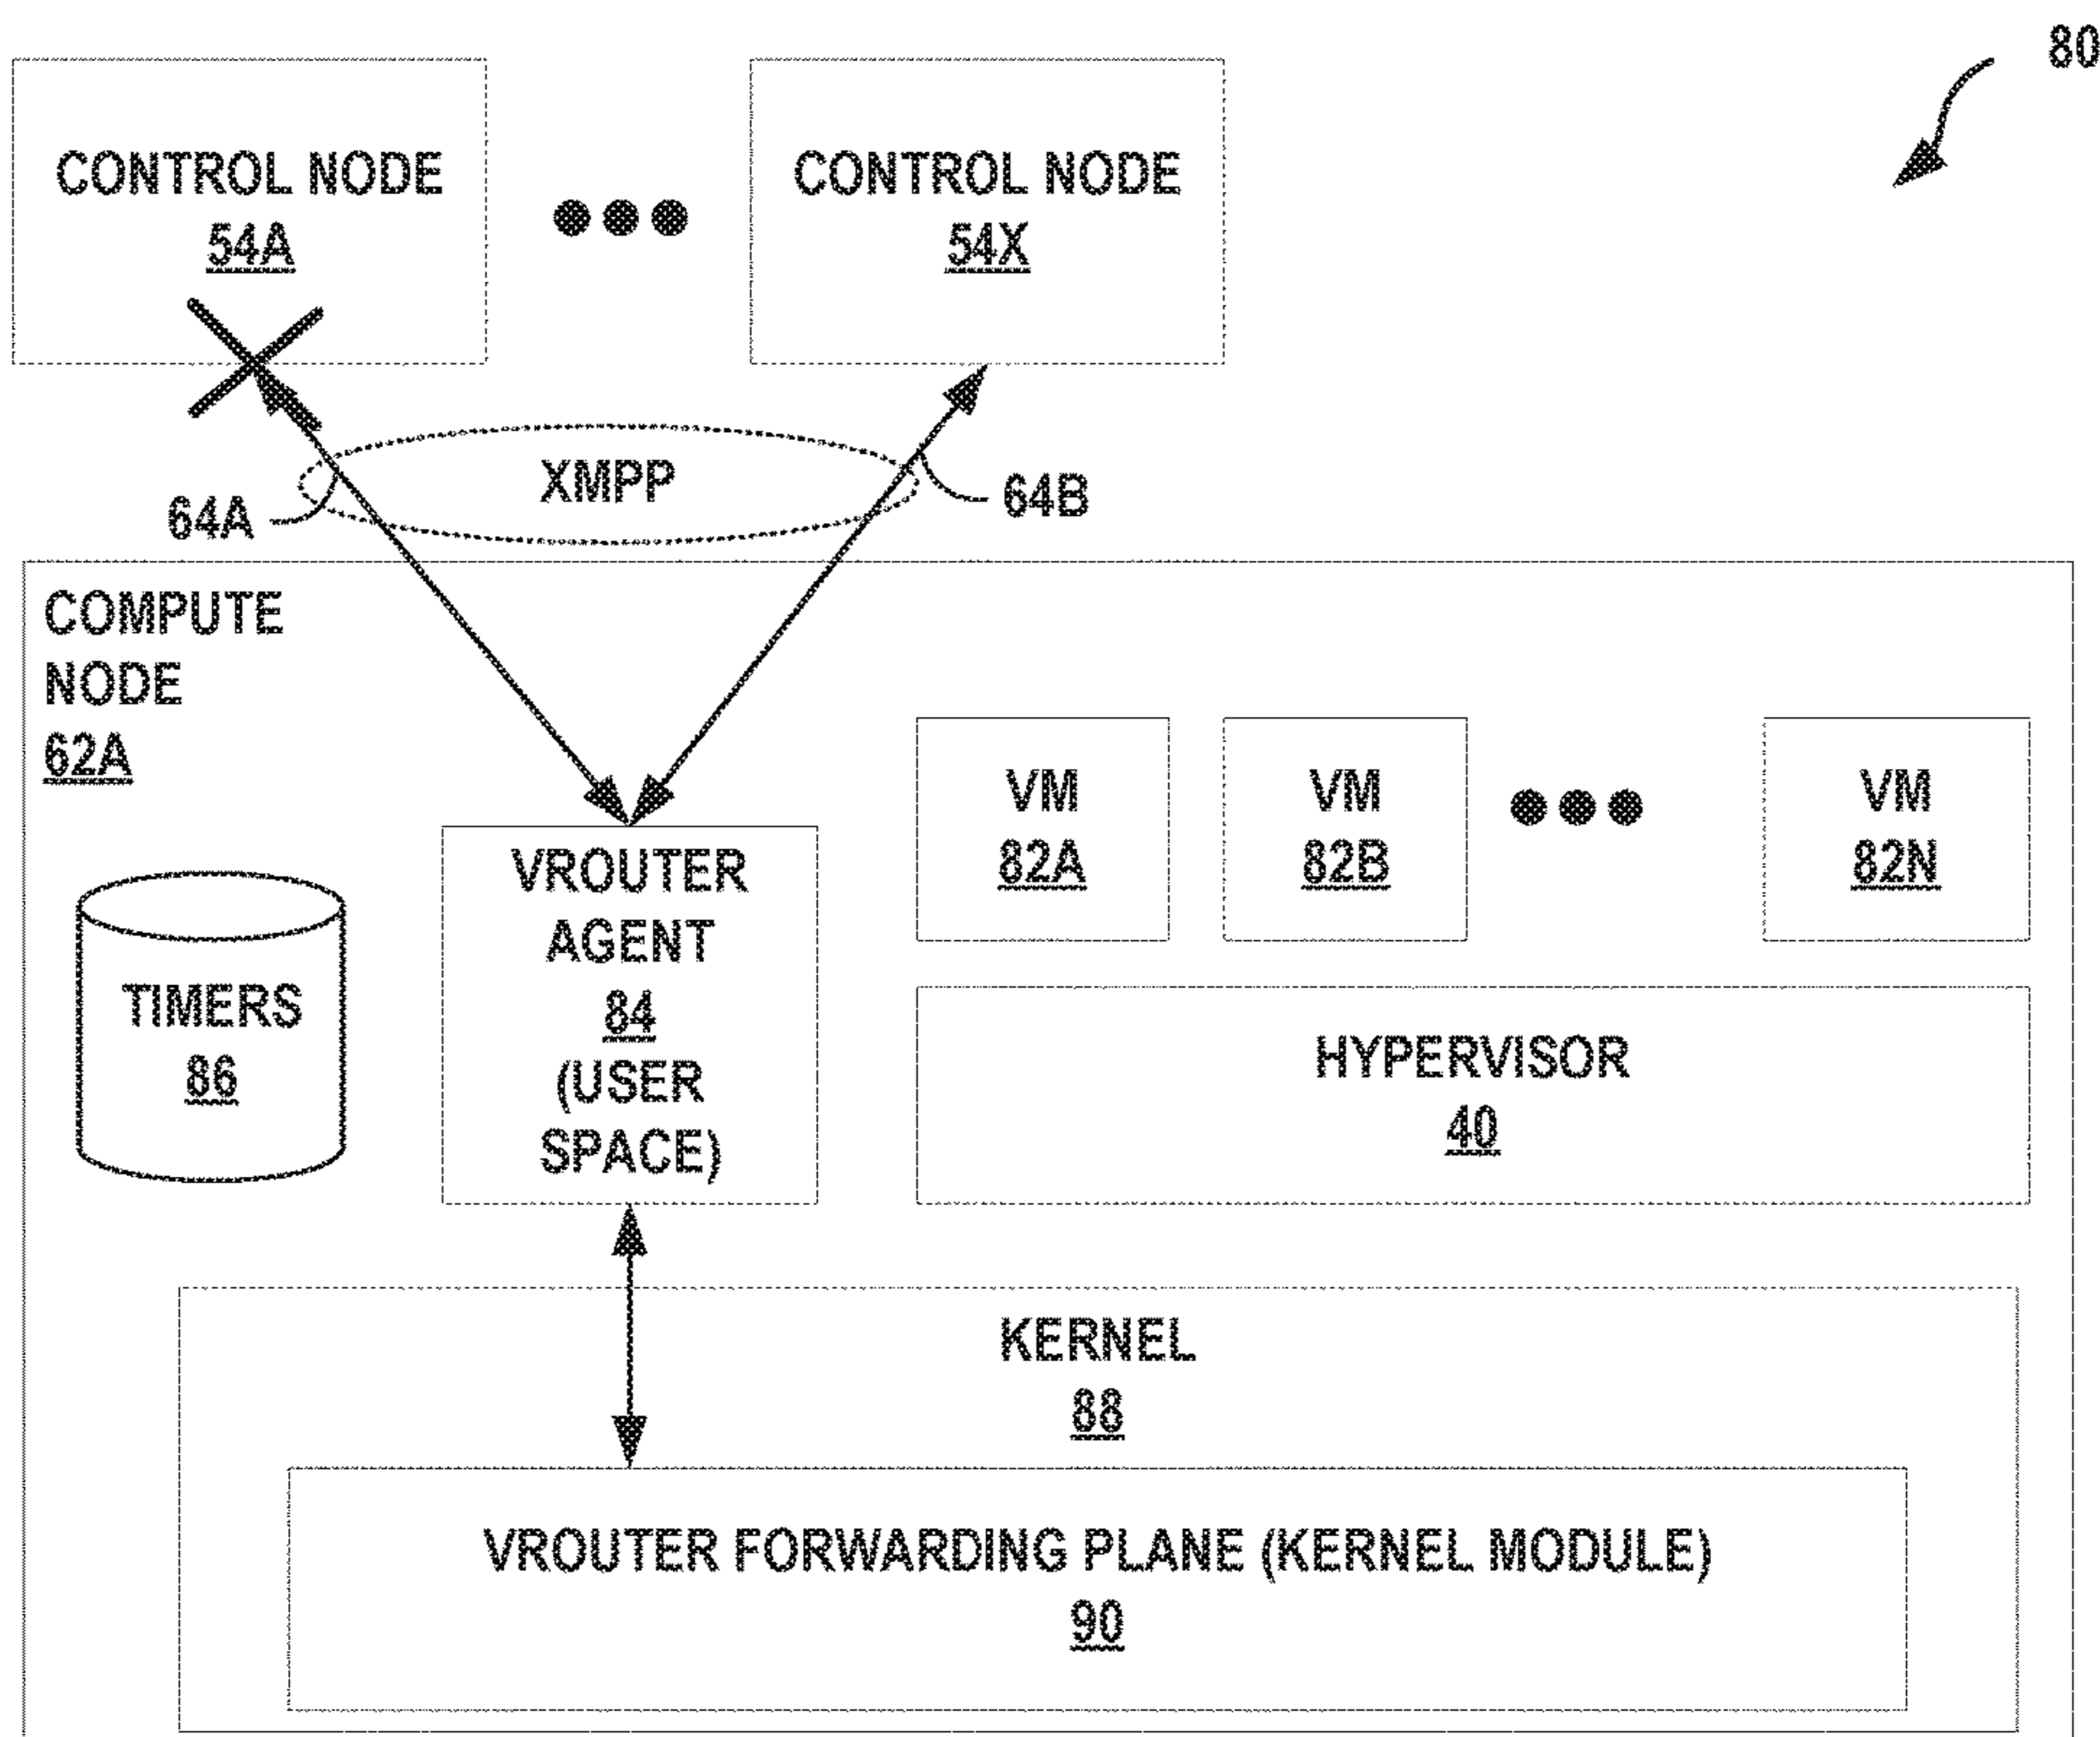 80
CONTROL NODE
54A
CONTROL NODE
54X
XMPP
64A
64B
COMPUTE
NODE
62A
VM
82A
VM
82B
VM
82N
VROUTER
AGENT
84
(USER
SPACE)
TIMERS
86
HYPERVISOR
40
KERNEL
88
VROUTER FORWARDING PLANE (KERNEL MODULE)
90